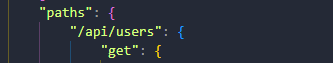 "paths": {
"/api/users": {
"get": {